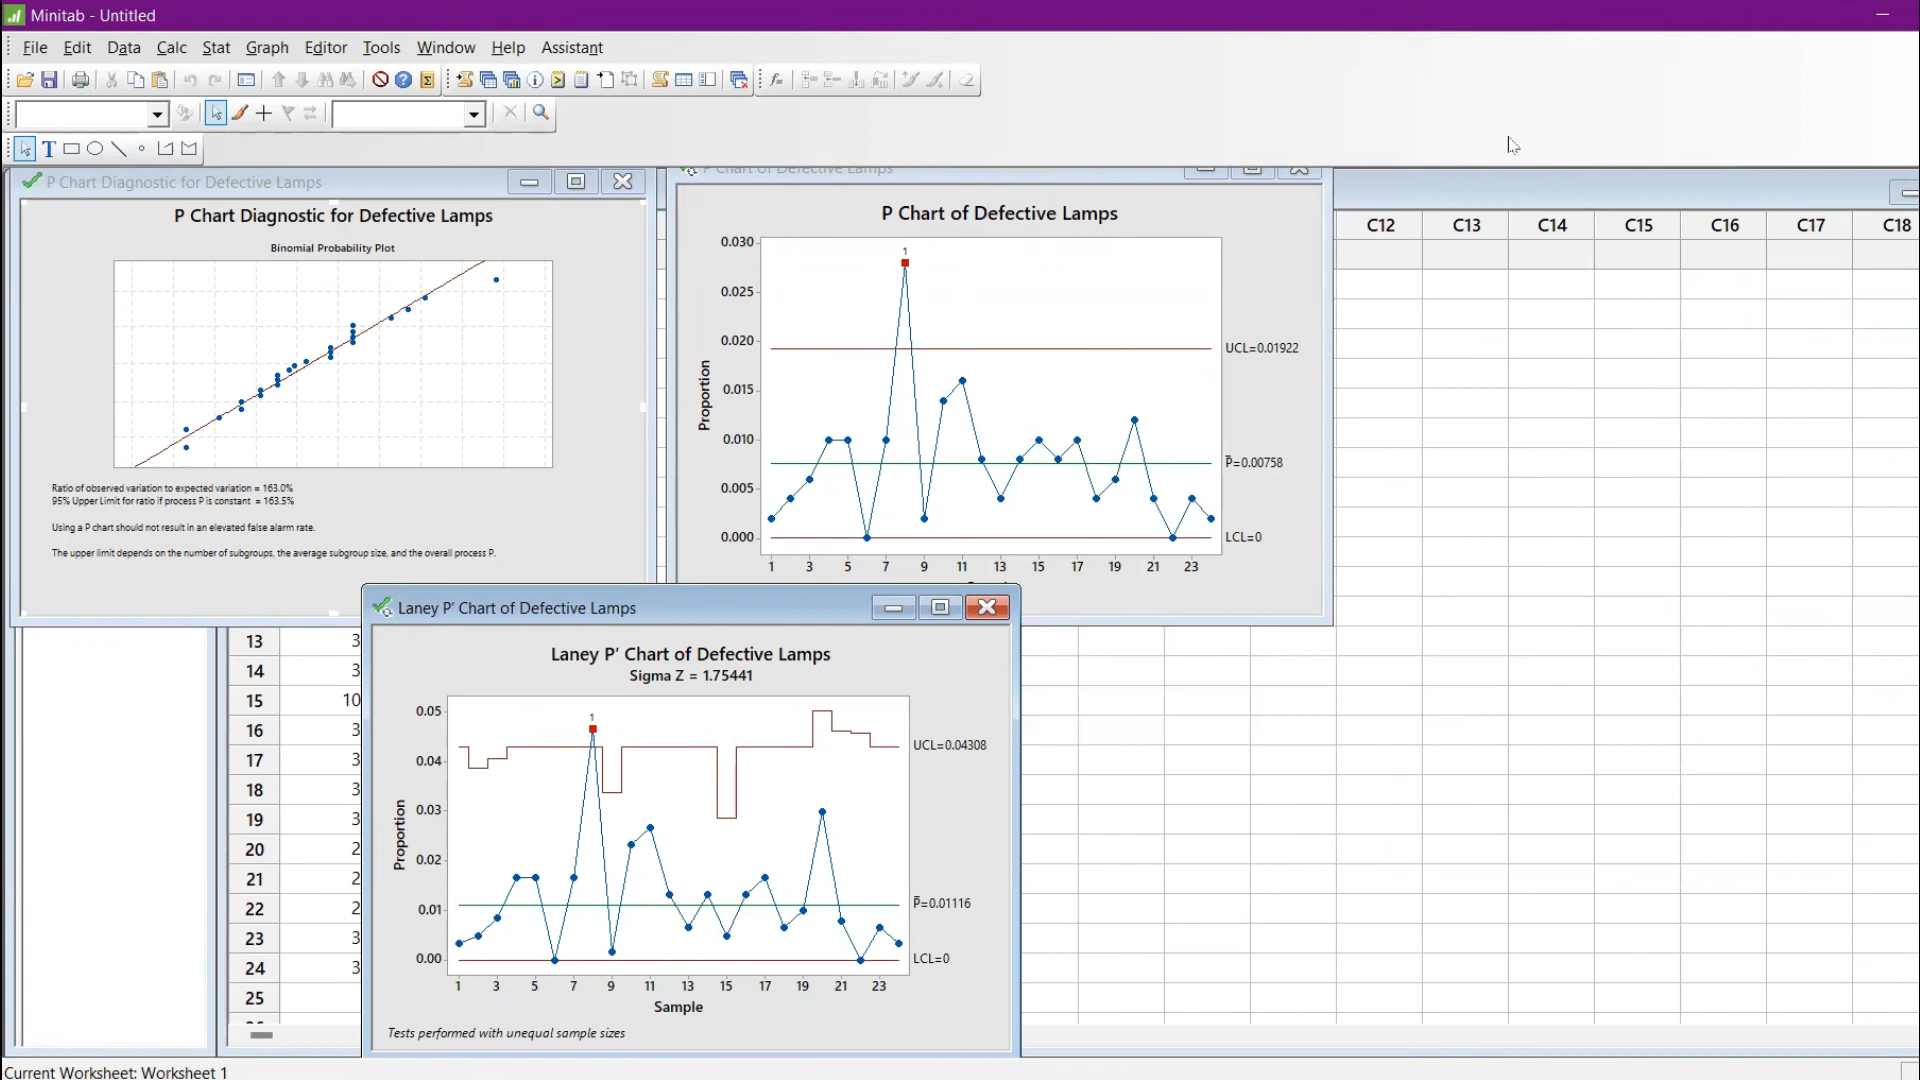 Minitab - Untitled
File Edit Data Calc Stat Graph Editor Tools Window Help Assistant
P Chart Diagnostic for Defective Lamps
P Chart Diagnostic for Defective Lamps
Binomial Probability Plot
Ratio of observed variation to expected variation = 163.0%
95% Upper Limit for ratio if process P is constant = 163.5%
Using a P chart should not result in an elevated false alarm rate.
The upper limit depends on the number of subgroups, the average subgroup size, and the overall process P.
P Chart of Defective Lamps
P Chart of Defective Lamps
Proportion
0.030
0.025
0.020
0.015
0.010
0.005
0.000
1
UCL=0.01922
P̅=0.00758
LCL=0
1 3 5 7 9 11 13 15 17 19 21 23
C12 C13 C14 C15 C16 C17 C18
13 3
14 3
15 10
16 3
17 3
18 3
19 3
20 2
21 2
22 2
23 3
24 3
25
Laney P' Chart of Defective Lamps
Laney P' Chart of Defective Lamps
Sigma Z = 1.75441
Proportion
0.05
0.04
0.03
0.02
0.01
0.00
1
UCL=0.04308
P̅=0.01116
LCL=0
1 3 5 7 9 11 13 15 17 19 21 23
Sample
Tests performed with unequal sample sizes
Current Worksheet: Worksheet 1